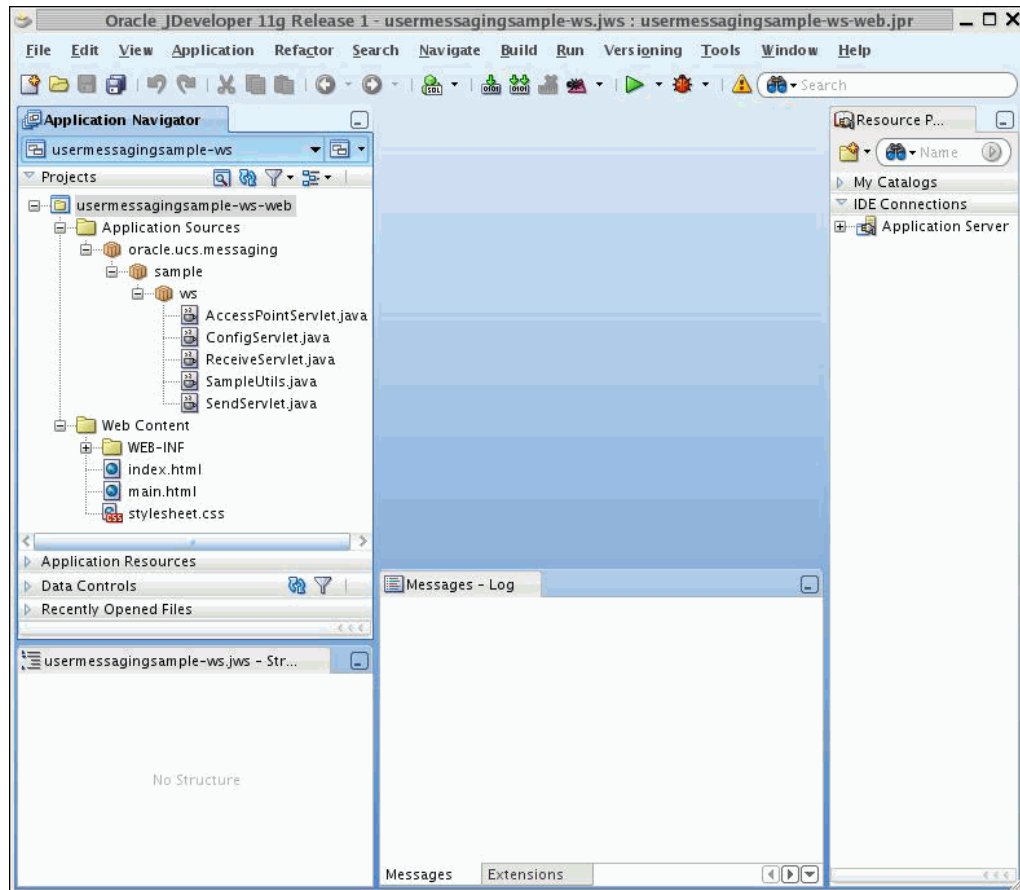 Oracle JDeveloper 11g Release 1 - usermessagingsample-ws.jws : usermessagingsample-ws-web.jpr
File Edit View Application Refactor Search Navigate Build Run Versioning Tools Window Help
Search
Application Navigator
usermessagingsample-ws
Projects
usermessagingsample-ws-web
Application Sources
oracle.ucs.messaging
sample
ws
AccessPointServlet.java
ConfigServlet.java
ReceiveServlet.java
SampleUtils.java
SendServlet.java
Web Content
WEB-INF
index.html
main.html
stylesheet.css
Application Resources
Data Controls
Recently Opened Files
usermessagingsample-ws.jws - Str...
No Structure
Messages - Log
Messages Extensions
Resource P...
Name
My Catalogs
IDE Connections
Application Server